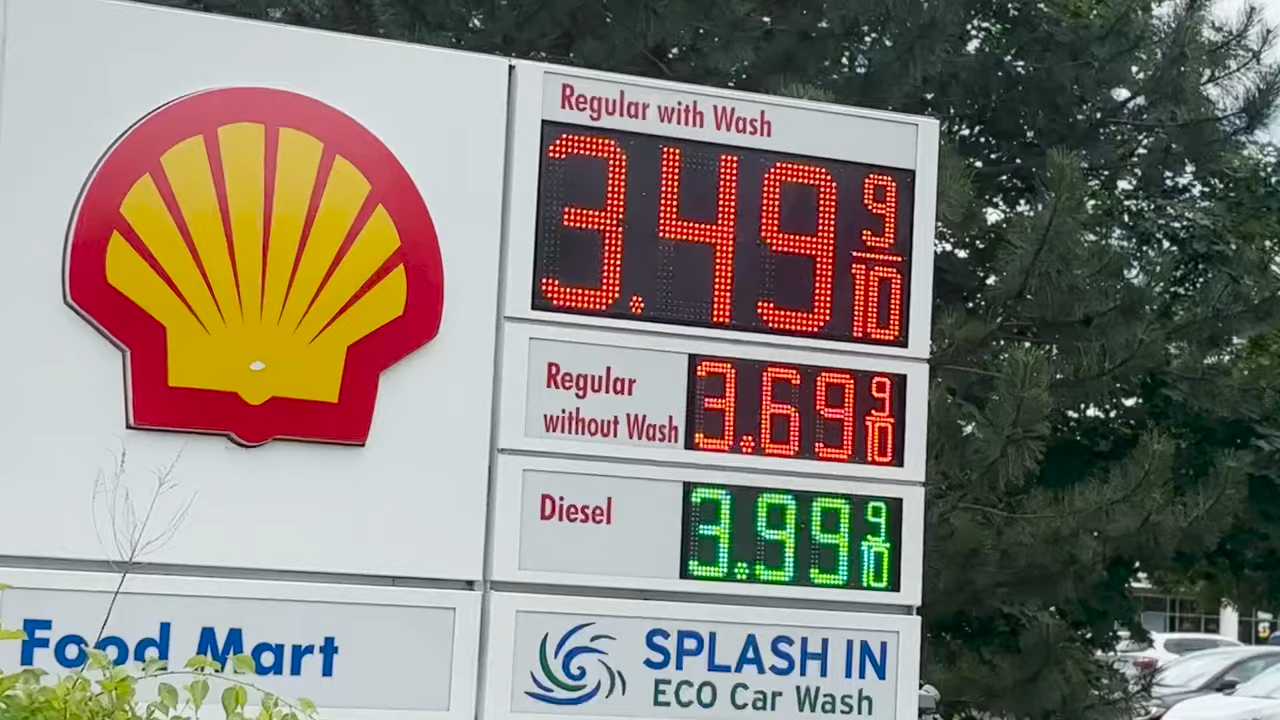 Regular with Wash
3.49 9/10
Regular
without Wash
3.69 9/10
Diesel
3.99 9/10
Food Mart
SPLASH IN
ECO Car Wash